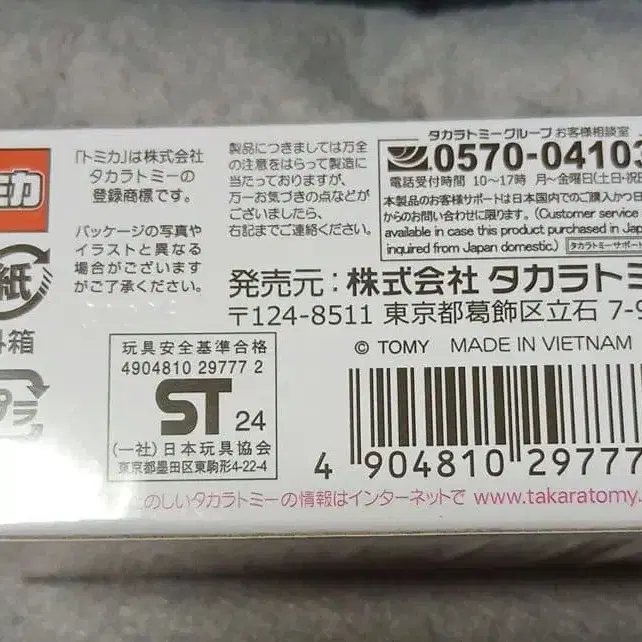 トミカ
「トミカ」は株式会社
タカラトミーの
登録商標です。
パッケージの写真や
イラストと異なる
場合がございます
がご了承ください。
製品につきましては万全
の注意をはらって製造に
当たっておりますが、
万一お気づきの点などが
ございましたら、
右記までご連絡ください。
タカラトミーグループ お客様相談室
0570-04103
電話受付時間 10〜17時 月〜金曜日(土・日・祝日
本製品のお客様サポートは日本国内でのご購入かつ日
からのお問い合わせに限ります。(Customer service
available in case this product purchased in Jap
inquired from Japan domestic.) タカラトミーサポー
発売元：株式会社 タカラトミ
〒124-8511 東京都葛飾区立石 7-9
© TOMY MADE IN VIETNAM
紙
箱
プラ
玩具安全基準合格
4904810 29777 2
ST 24
(一社)日本玩具協会
東京都墨田区東駒形4-22-4
4 904810 29777
たのしいタカラトミーの情報はインターネットで www.takaratomy.